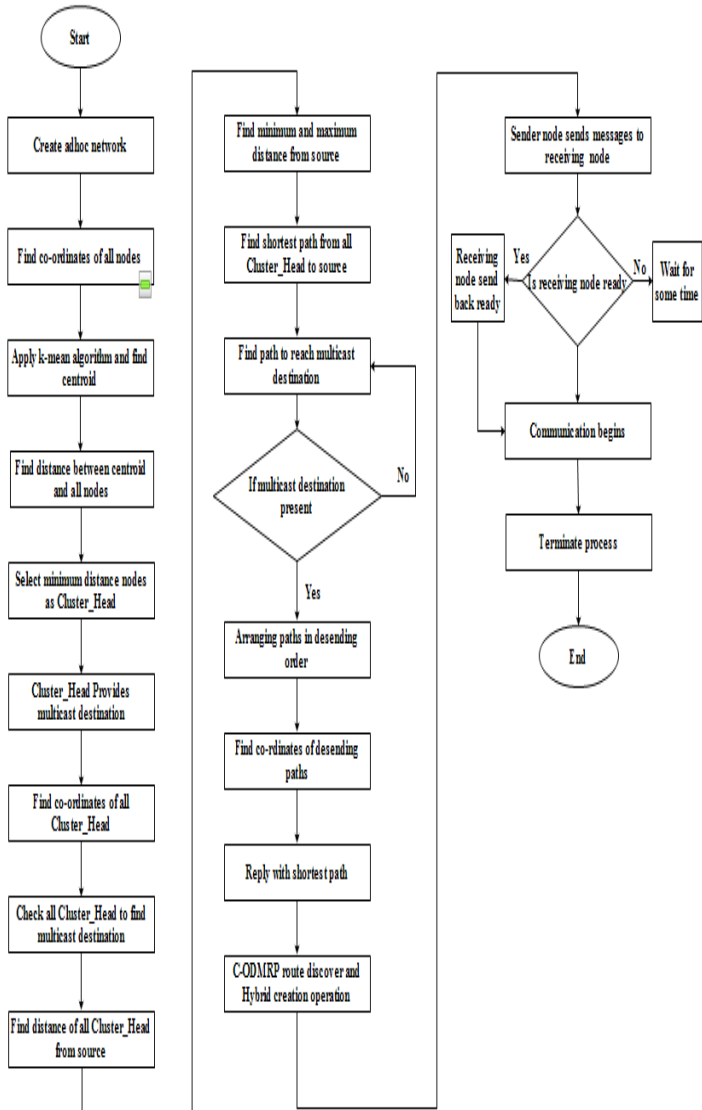 Start
Create adhoc network
Find co-ordinates of all nodes
Apply k-mean algorithm and find
centroid
Find distance between centroid
and all nodes
Select minimum distance nodes
as Cluster_Head
Cluster_Head Provides
multicast destination
Find co-ordinates of all
Cluster_Head
Check all Cluster_Head to find
multicast destination
Find distance of all Cluster_Head
from source
Find minimum and maximum
distance from source
Find shortest path from all
Cluster_Head to source
Find path to reach multicast
destination
If multicast destination
present
No
Yes
Arranging paths in desending
order
Find co-rdinates of desending
paths
Reply with shortest path
C-ODMRP route discover and
Hybrid creation operation
Sender node sends messages to
receiving node
Is receiving node ready
Yes
No
Receiving
node send
back ready
Wait for
some time
Communication begins
Terminate process
End